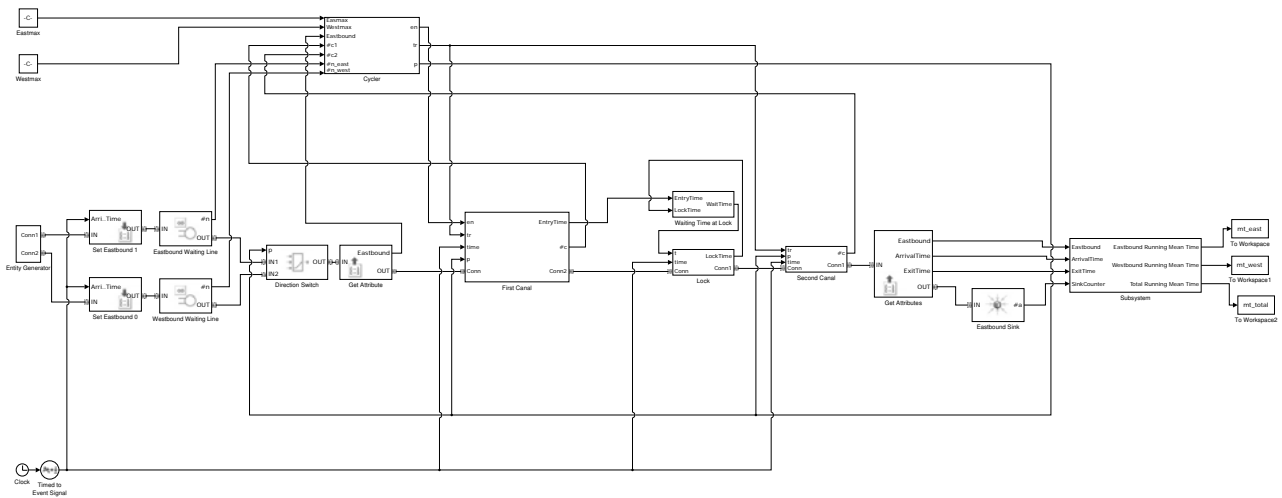 -C-
Eastmax
-C-
Westmax
Easmax
Westmax
Eastbound
#c1
#c2
#n_east
#n_west
en
tr
p
Cycler
Conn1
Conn2
Entity Generator
Arri...Time
IN
OUT
Set Eastbound 1
IN
#n
OUT
Eastbound Waiting Line
Arri...Time
IN
OUT
Set Eastbound 0
IN
#n
OUT
Westbound Waiting Line
p
IN1
IN2
OUT
Direction Switch
IN
Eastbound
OUT
Get Attribute
en
tr
time
p
Conn
EntryTime
#c
Conn2
First Canal
EntryTime
LockTime
WaitTime
Waiting Time at Lock
t
time
Conn
LockTime
Conn1
Lock
tr
p
time
Conn
#c
Conn1
Second Canal
IN
Eastbound
ArrivalTime
ExitTime
OUT
Get Attributes
IN
#a
Eastbound Sink
Eastbound
ArrivalTime
ExitTime
SinkCounter
Eastbound Running Mean Time
Westbound Running Mean Time
Total Running Mean Time
Subsystem
mt_east
To Workspace
mt_west
To Workspace1
mt_total
To Workspace2
Clock
Timed to
Event Signal